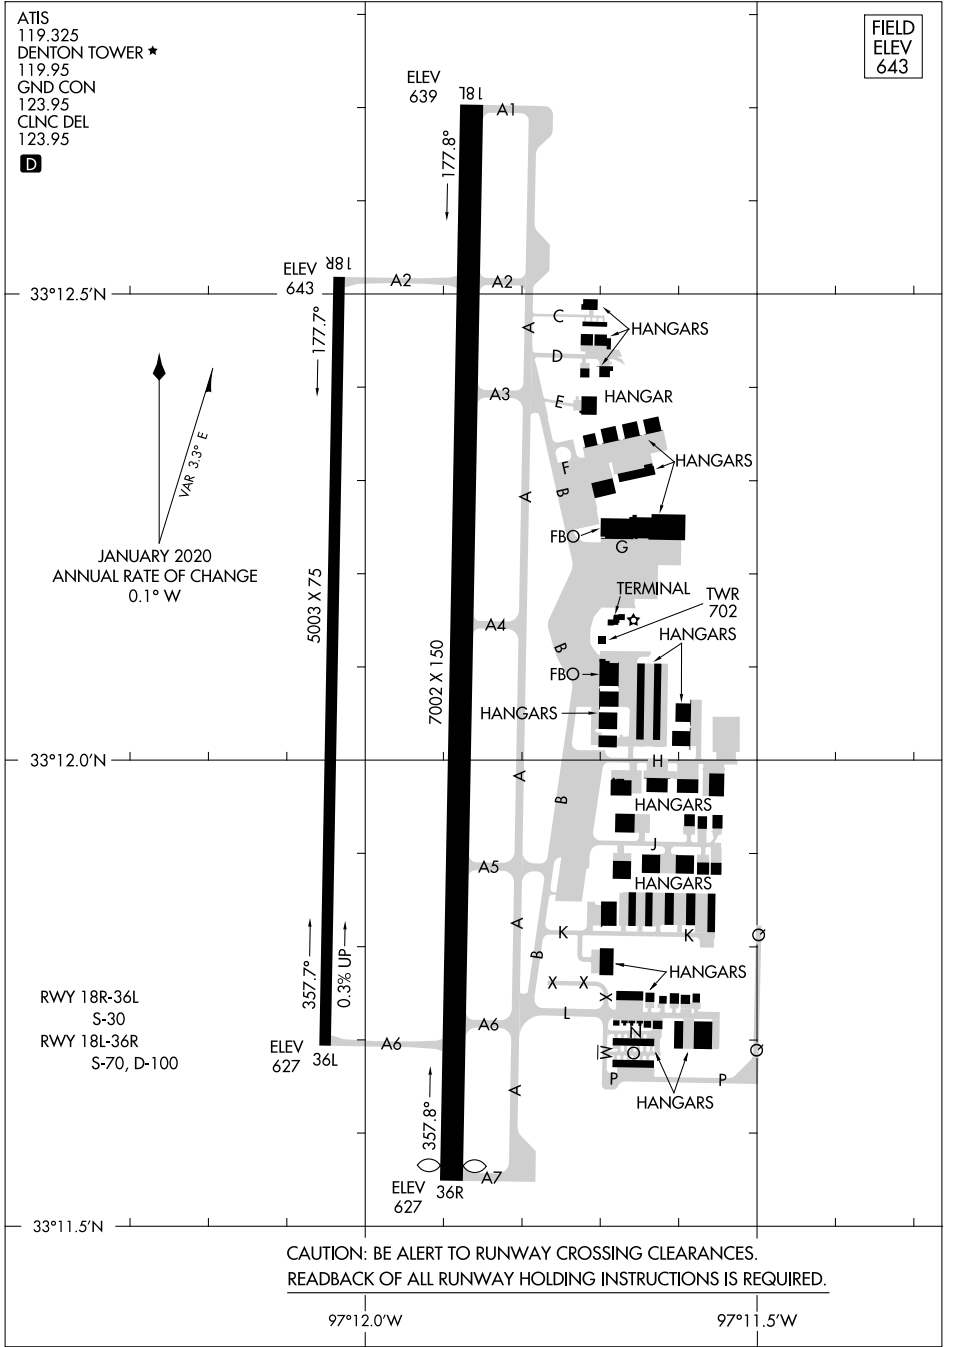 ATIS
119.325
DENTON TOWER ★
119.95
GND CON
123.95
CLNC DEL
123.95
D
FIELD
ELEV
643
ELEV
639
18L
A1
177.8°
ELEV
643
18R
A2
A2
33°12.5'N
177.7°
A
C
HANGARS
D
A3
E
HANGAR
VAR 3.3° E
F
HANGARS
A
B
FBO
G
JANUARY 2020
ANNUAL RATE OF CHANGE
0.1° W
5003 X 75
7002 X 150
TERMINAL
TWR
702
A4
HANGARS
B
FBO
HANGARS
33°12.0'N
H
A
B
HANGARS
J
A5
HANGARS
A
K
K
Q
B
357.7°
0.3% UP
HANGARS
X
X
X
RWY 18R-36L
S-30
RWY 18L-36R
S-70, D-100
L
A6
A6
N
W
O
Q
ELEV
627
36L
P
P
A
HANGARS
357.8°
A7
ELEV
627
36R
33°11.5'N
CAUTION: BE ALERT TO RUNWAY CROSSING CLEARANCES.
READBACK OF ALL RUNWAY HOLDING INSTRUCTIONS IS REQUIRED.
97°12.0'W
97°11.5'W